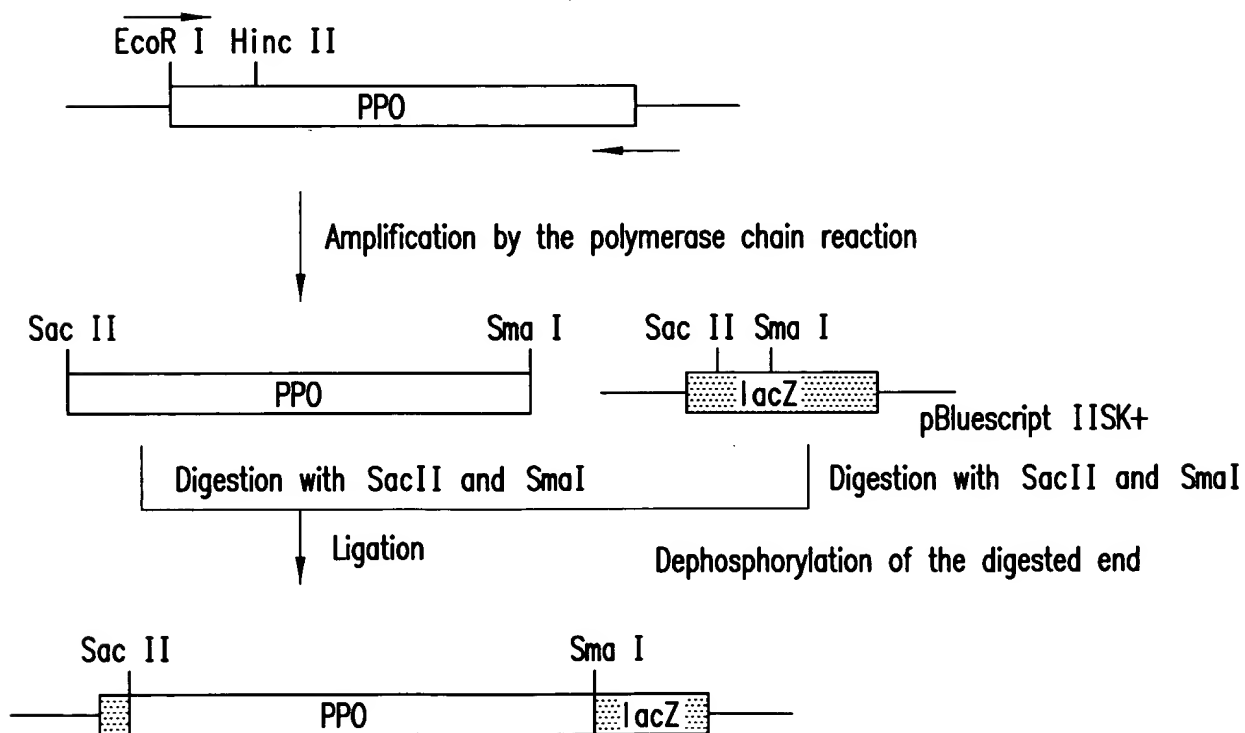 EcoR I Hinc II
PPO
Amplification by the polymerase chain reaction
Sac II Sma I Sac II Sma I
PPO lacZ
pBluescript IISK+
Digestion with SacII and SmaI Digestion with SacII and SmaI
Ligation Dephosphorylation of the digested end
Sac II Sma I
PPO lacZ